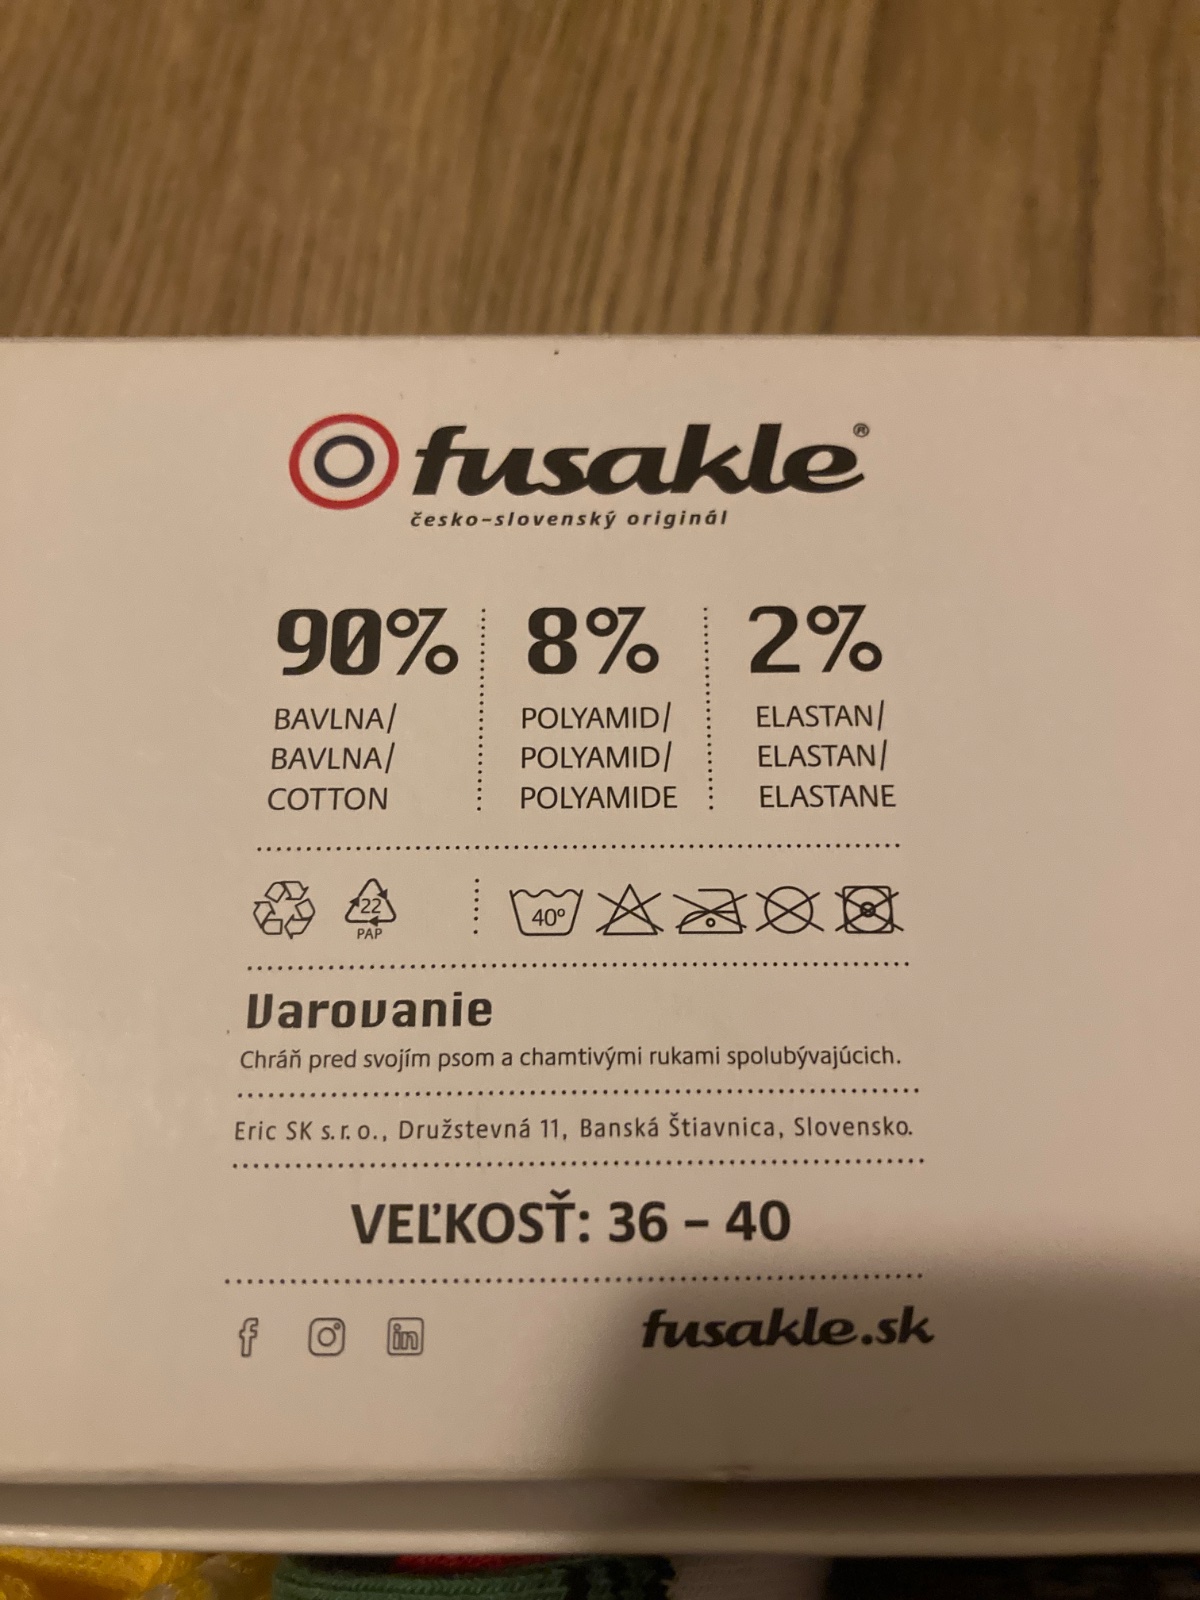 fusakle®
česko-slovenský originál
90% 8% 2%
BAVLNA/ POLYAMID/ ELASTAN/
BAVLNA/ POLYAMID/ ELASTAN/
COTTON POLYAMIDE ELASTANE
22 40°
PAP
Varovanie
Chráň pred svojím psom a chamtivými rukami spolubývajúcich.
Eric SK s.r.o., Družstevná 11, Banská Štiavnica, Slovensko.
VEĽKOSŤ: 36 – 40
f in fusakle.sk